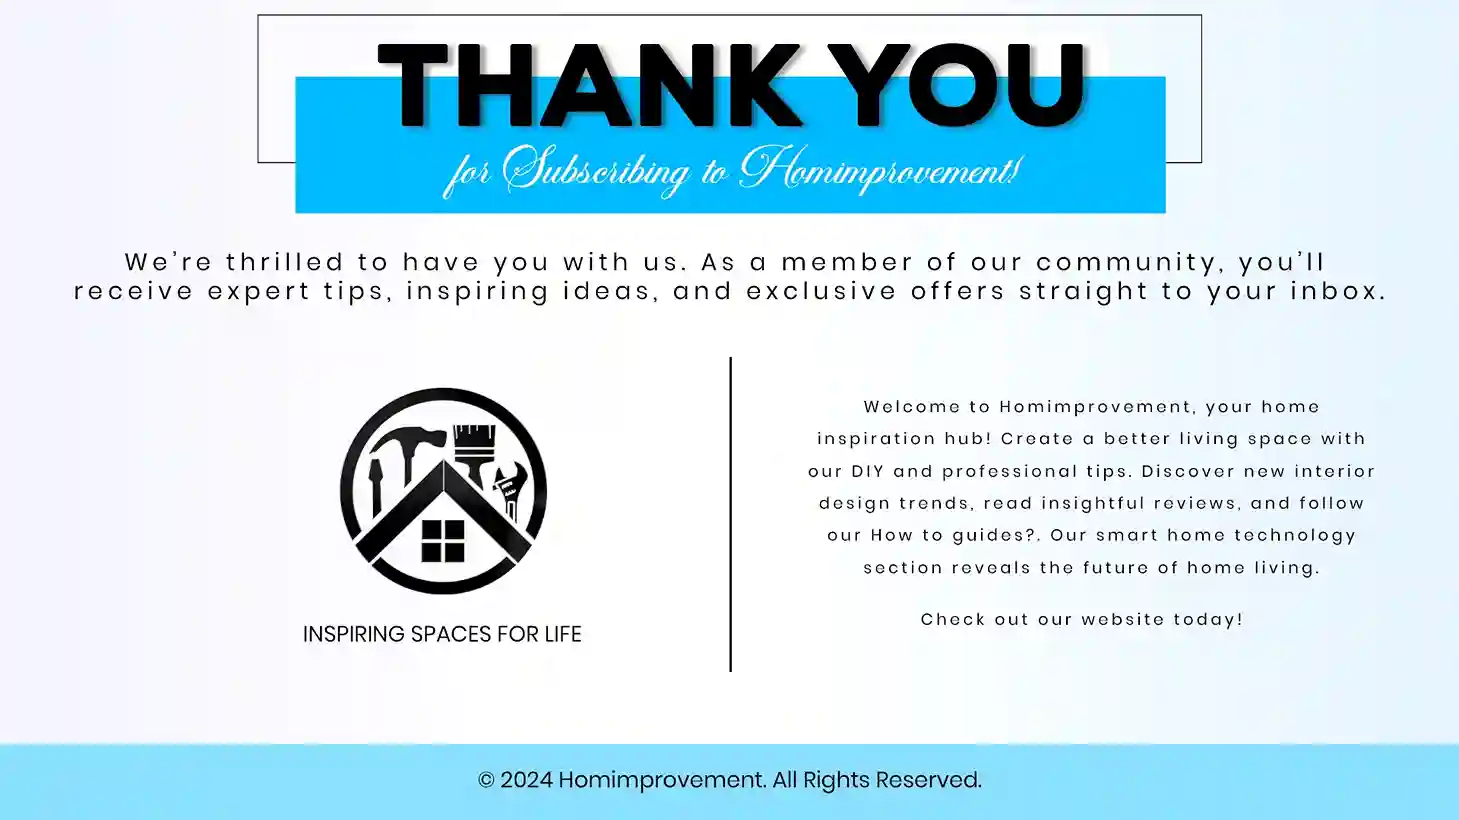 THANK YOU
for Subscribing to Homimprovement!
We’re thrilled to have you with us. As a member of our community, you’ll
receive expert tips, inspiring ideas, and exclusive offers straight to your inbox.
INSPIRING SPACES FOR LIFE
Welcome to Homimprovement, your home
inspiration hub! Create a better living space with
our DIY and professional tips. Discover new interior
design trends, read insightful reviews, and follow
our How to guides?. Our smart home technology
section reveals the future of home living.
Check out our website today!
© 2024 Homimprovement. All Rights Reserved.